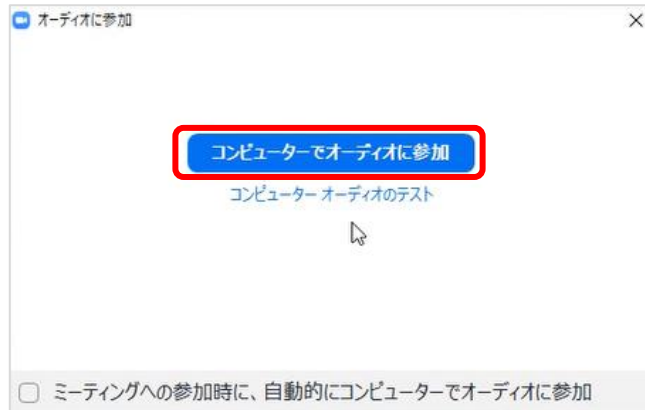 オーディオに参加
コンピューターでオーディオに参加
コンピューター オーディオのテスト
ミーティングへの参加時に、自動的にコンピューターでオーディオに参加